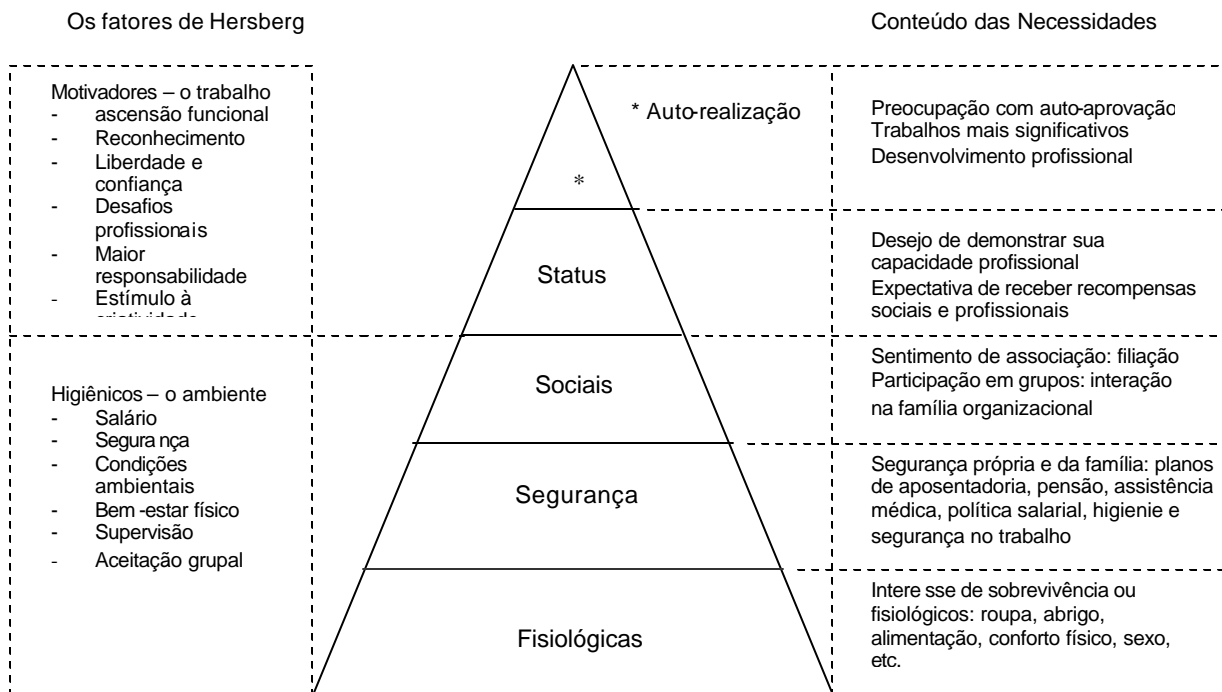 Os fatores de Hersberg
Motivadores – o trabalho
- ascensão funcional
- Reconhecimento
- Liberdade e
confiança
- Desafios
profissionais
- Maior
responsabilidade
- Estímulo à
Higiênicos – o ambiente
- Salário
- Segura nça
- Condições
ambientais
- Bem -estar físico
- Supervisão
- Aceitação grupal
* Auto-realização
*
Status
Sociais
Segurança
Fisiológicas
Conteúdo das Necessidades
Preocupação com auto-aprovação
Trabalhos mais significativos
Desenvolvimento profissional
Desejo de demonstrar sua
capacidade profissional
Expectativa de receber recompensas
sociais e profissionais
Sentimento de associação: filiação
Participação em grupos: interação
na família organizacional
Segurança própria e da família: planos
de aposentadoria, pensão, assistência
médica, política salarial, higienie e
segurança no trabalho
Intere sse de sobrevivência ou
fisiológicos: roupa, abrigo,
alimentação, conforto físico, sexo,
etc.